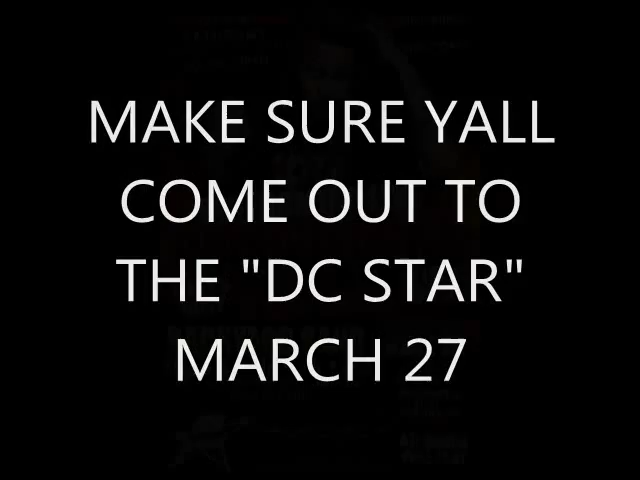 MAKE SURE YALL
COME OUT TO
THE "DC STAR"
MARCH 27